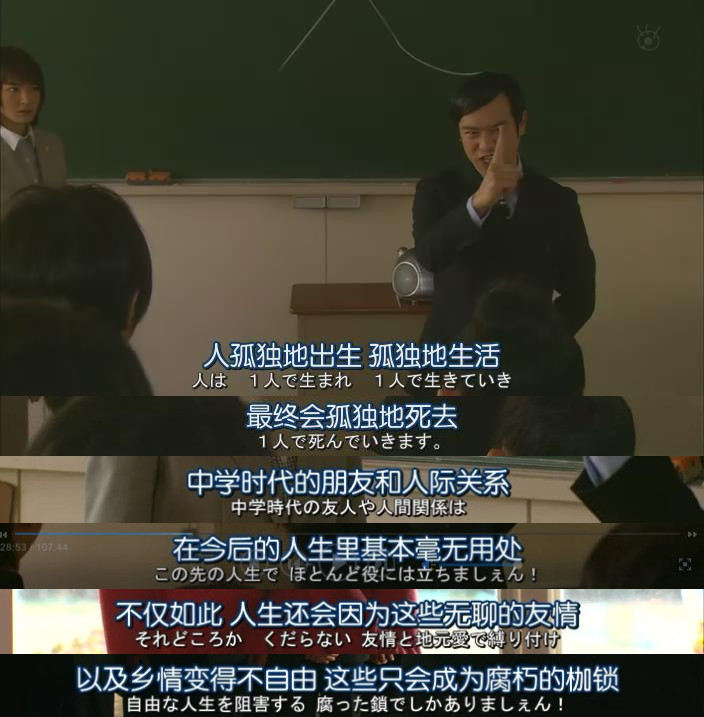 人孤独地出生 孤独地生活
人は　１人で生まれ　１人で生きていき
最终会孤独地死去
１人で死んでいきます。
中学时代的朋友和人际关系
中学時代の友人や人間関係は
28:53 / 107:44
在今后的人生里基本毫无用处
この先の人生で ほとんど役には立ちましぇん！
不仅如此 人生还会因为这些无聊的友情
それどころか　くだらない 友情と地元愛で縛り付け
以及乡情变得不自由 这些只会成为腐朽的枷锁
自由な人生を阻害する 腐った鎖でしかありましぇん！